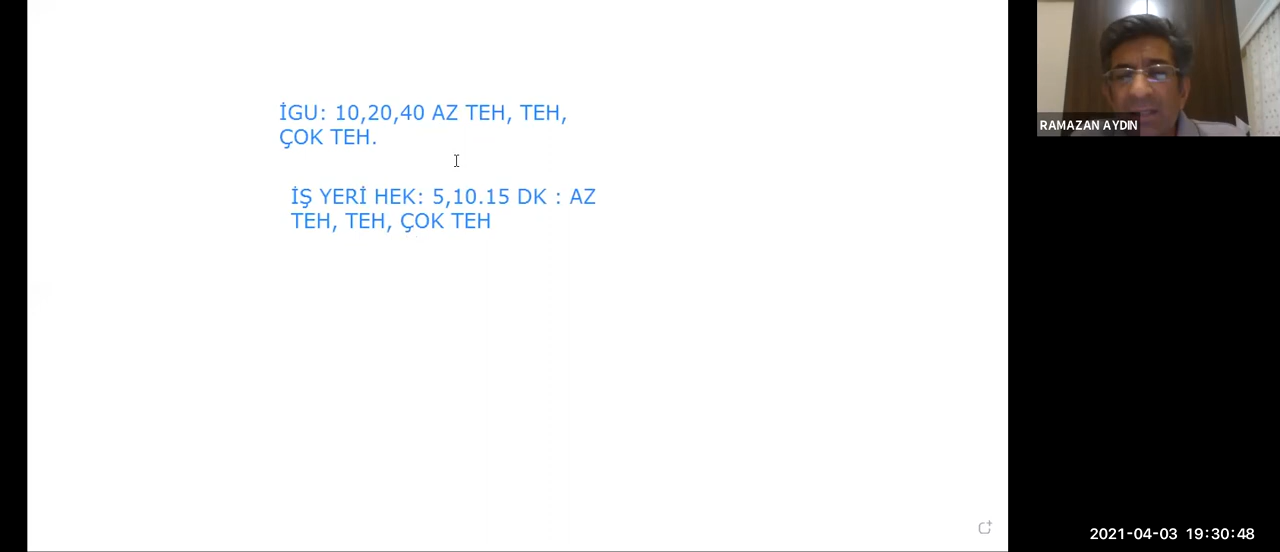 İGU: 10,20,40 AZ TEH, TEH,
ÇOK TEH.
İŞ YERİ HEK: 5,10.15 DK : AZ
TEH, TEH, ÇOK TEH
RAMAZAN AYDIN
2021-04-03 19:30:48